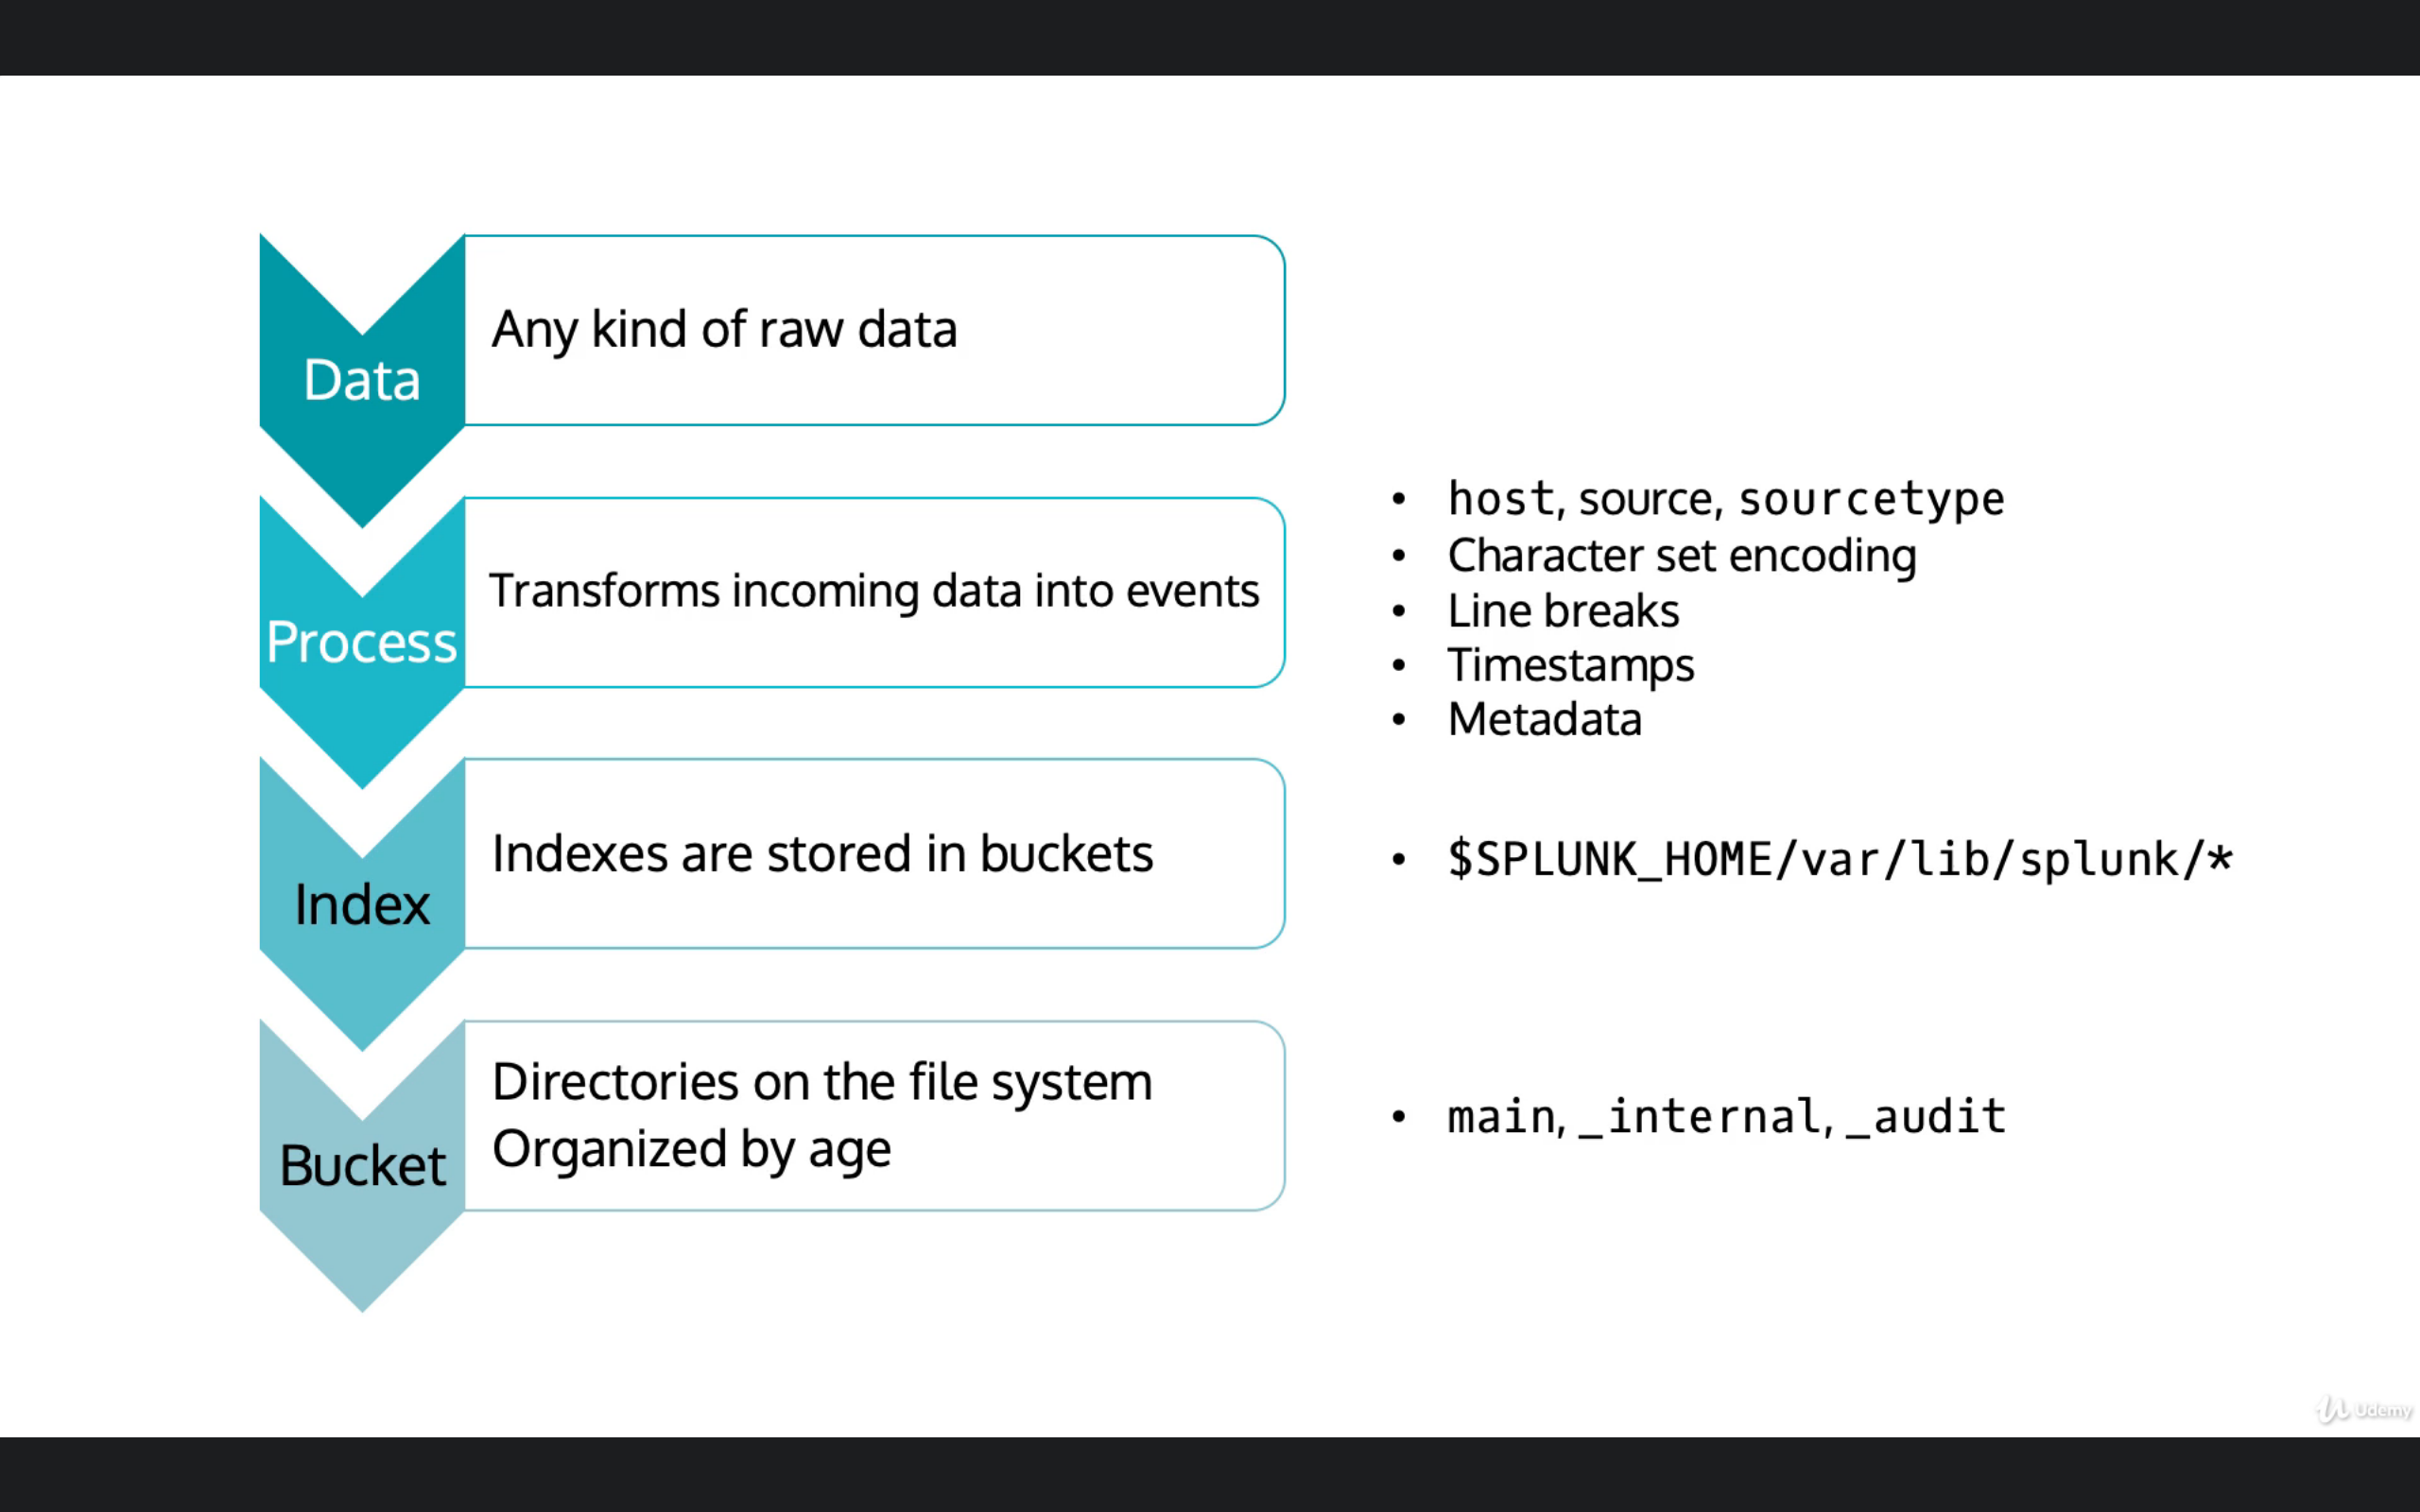 Data
Any kind of raw data
Process
Transforms incoming data into events
• host, source, sourcetype
• Character set encoding
• Line breaks
• Timestamps
• Metadata
Index
Indexes are stored in buckets
• $SPLUNK_HOME/var/lib/splunk/*
Bucket
Directories on the file system
Organized by age
• main, _internal, _audit
Udemy